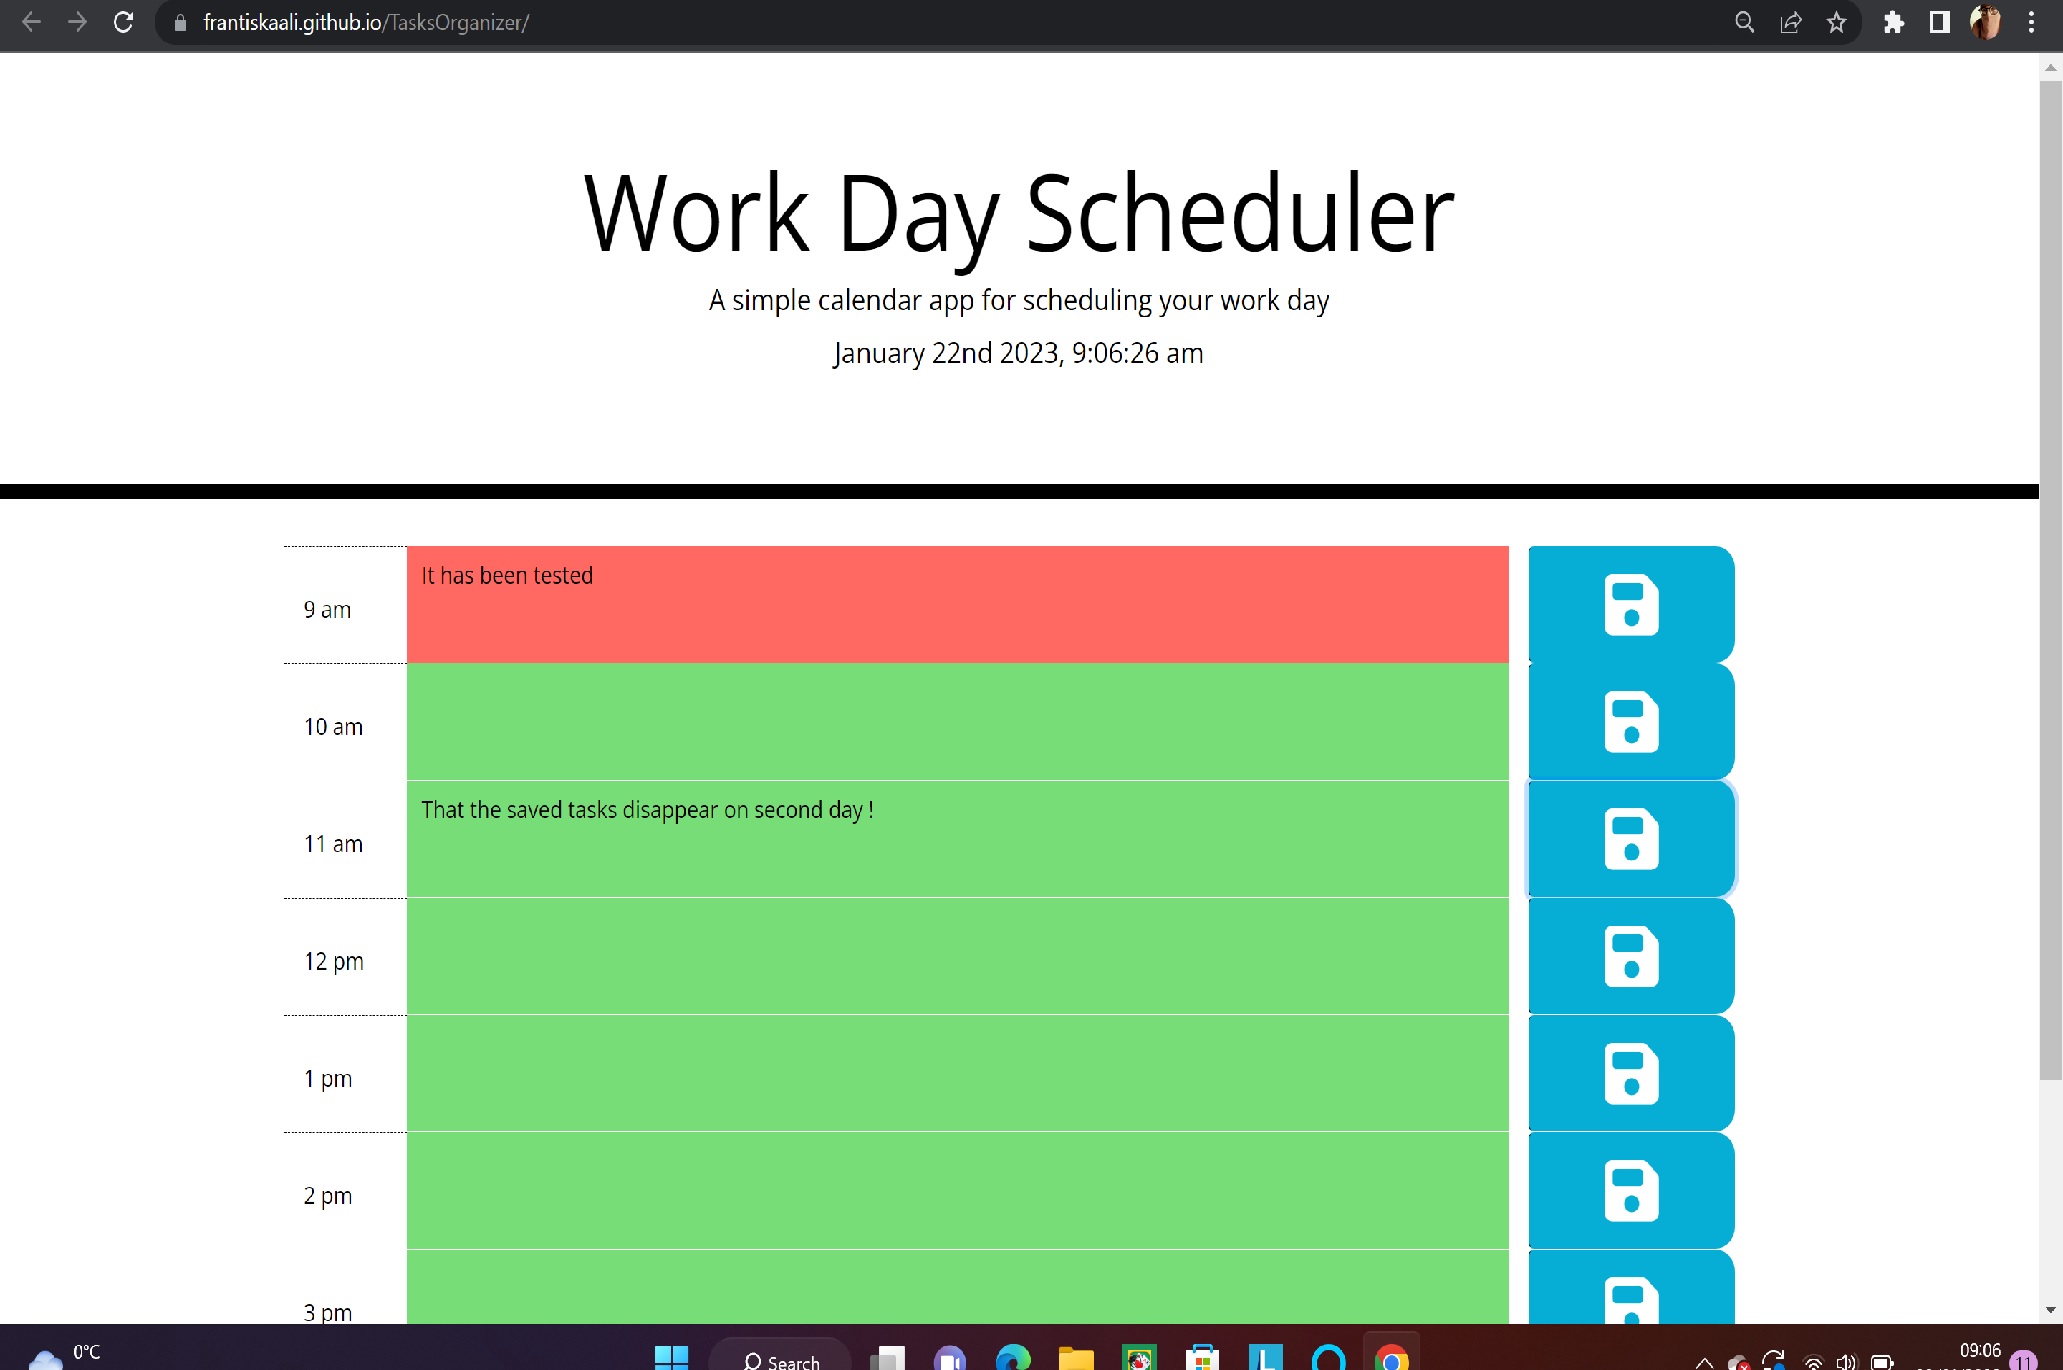 frantiskaali.github.io/TasksOrganizer/
Work Day Scheduler
A simple calendar app for scheduling your work day
January 22nd 2023, 9:06:26 am
It has been tested
9 am
10 am
That the saved tasks disappear on second day !
11 am
12 pm
1 pm
2 pm
3 pm
0°C
Search
L
09:06
11